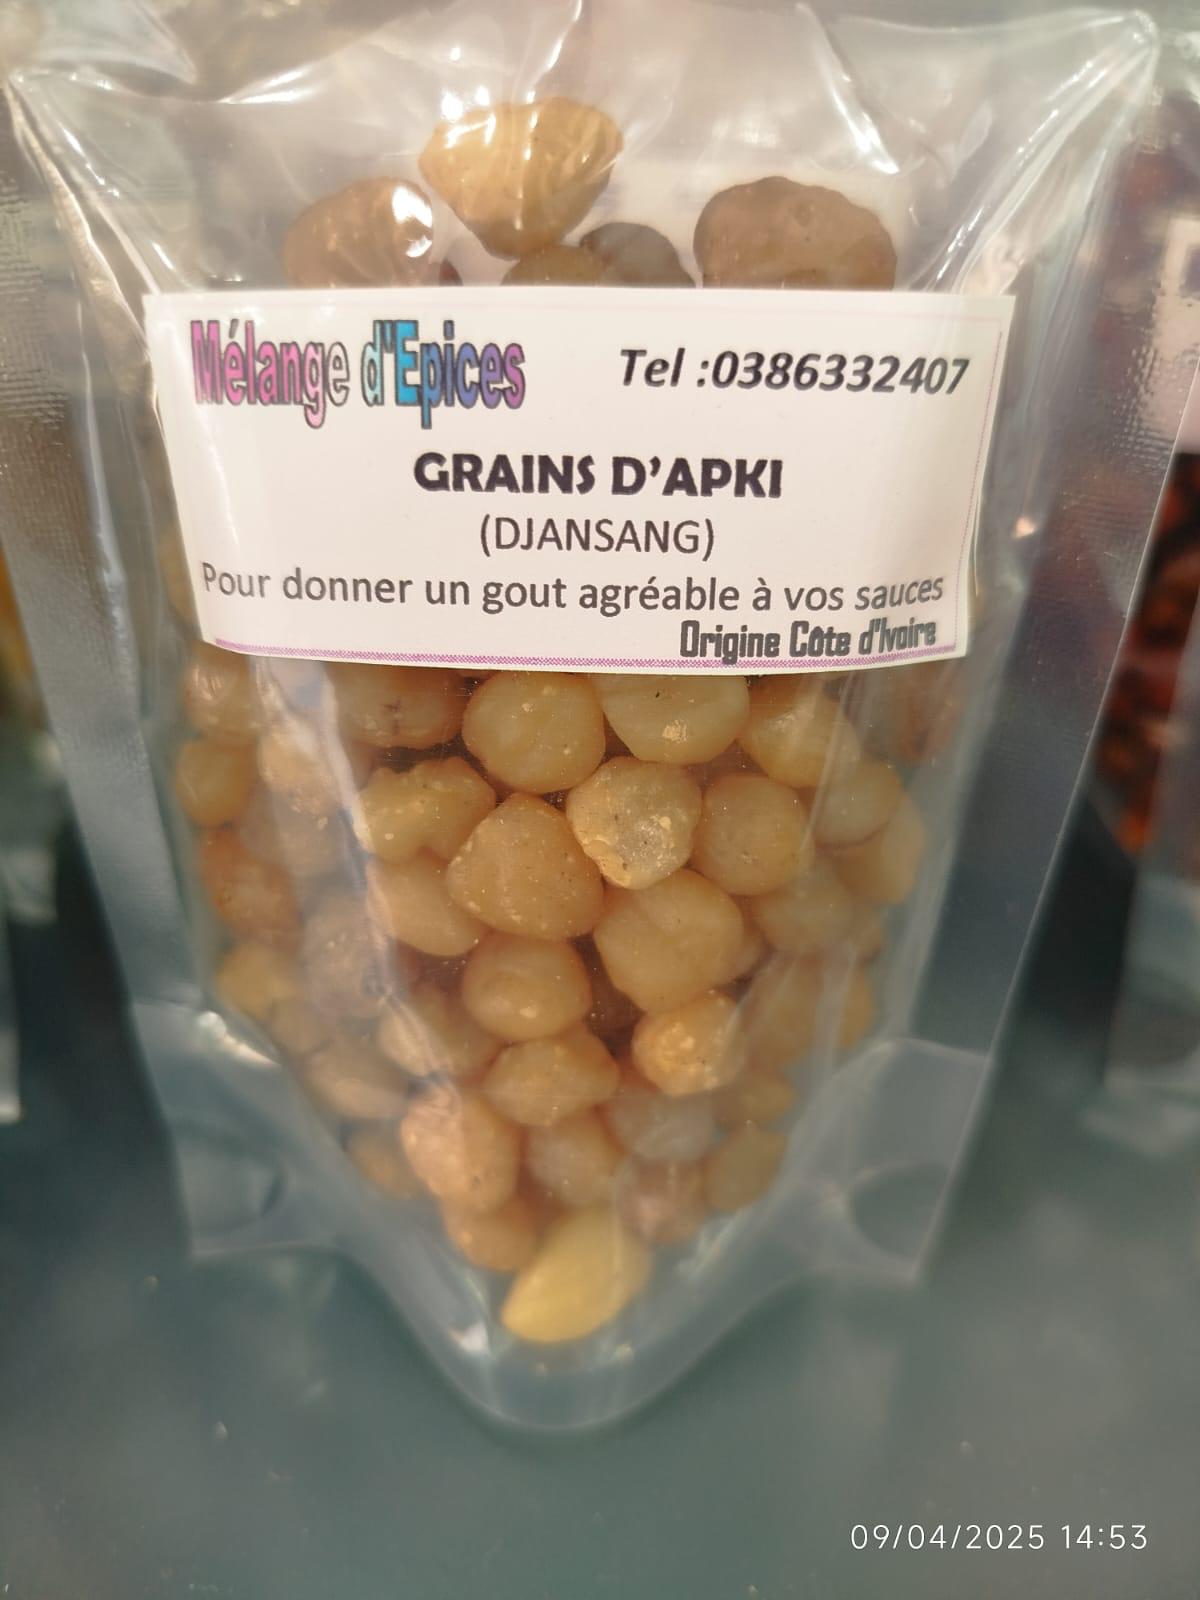 Mélange d'Epices
Tel :0386332407
GRAINS D'APKI
(DJANSANG)
Pour donner un gout agréable à vos sauces
Origine Côte d'Ivoire
09/04/2025 14:53